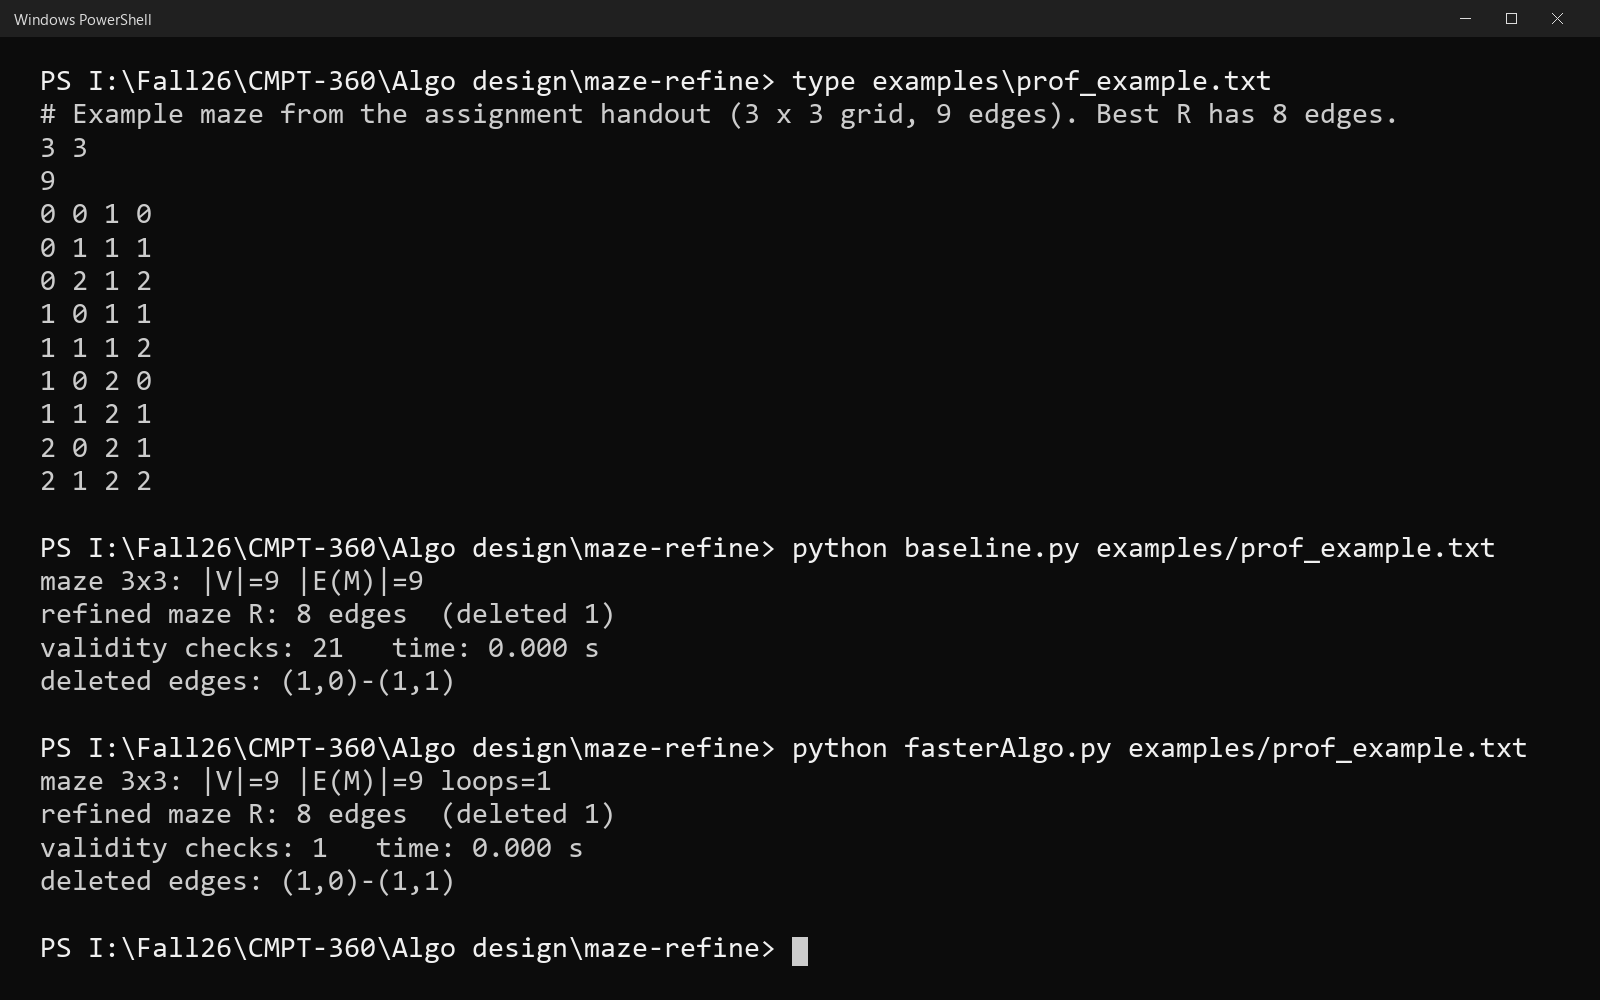 Windows PowerShell
PS I:\Fall26\CMPT-360\Algo design\maze-refine> type examples\prof_example.txt
# Example maze from the assignment handout (3 x 3 grid, 9 edges). Best R has 8 edges.
3 3
9
0 0 1 0
0 1 1 1
0 2 1 2
1 0 1 1
1 1 1 2
1 0 2 0
1 1 2 1
2 0 2 1
2 1 2 2
PS I:\Fall26\CMPT-360\Algo design\maze-refine> python baseline.py examples/prof_example.txt
maze 3x3: |V|=9 |E(M)|=9
refined maze R: 8 edges  (deleted 1)
validity checks: 21   time: 0.000 s
deleted edges: (1,0)-(1,1)
PS I:\Fall26\CMPT-360\Algo design\maze-refine> python fasterAlgo.py examples/prof_example.txt
maze 3x3: |V|=9 |E(M)|=9 loops=1
refined maze R: 8 edges  (deleted 1)
validity checks: 1   time: 0.000 s
deleted edges: (1,0)-(1,1)
PS I:\Fall26\CMPT-360\Algo design\maze-refine>